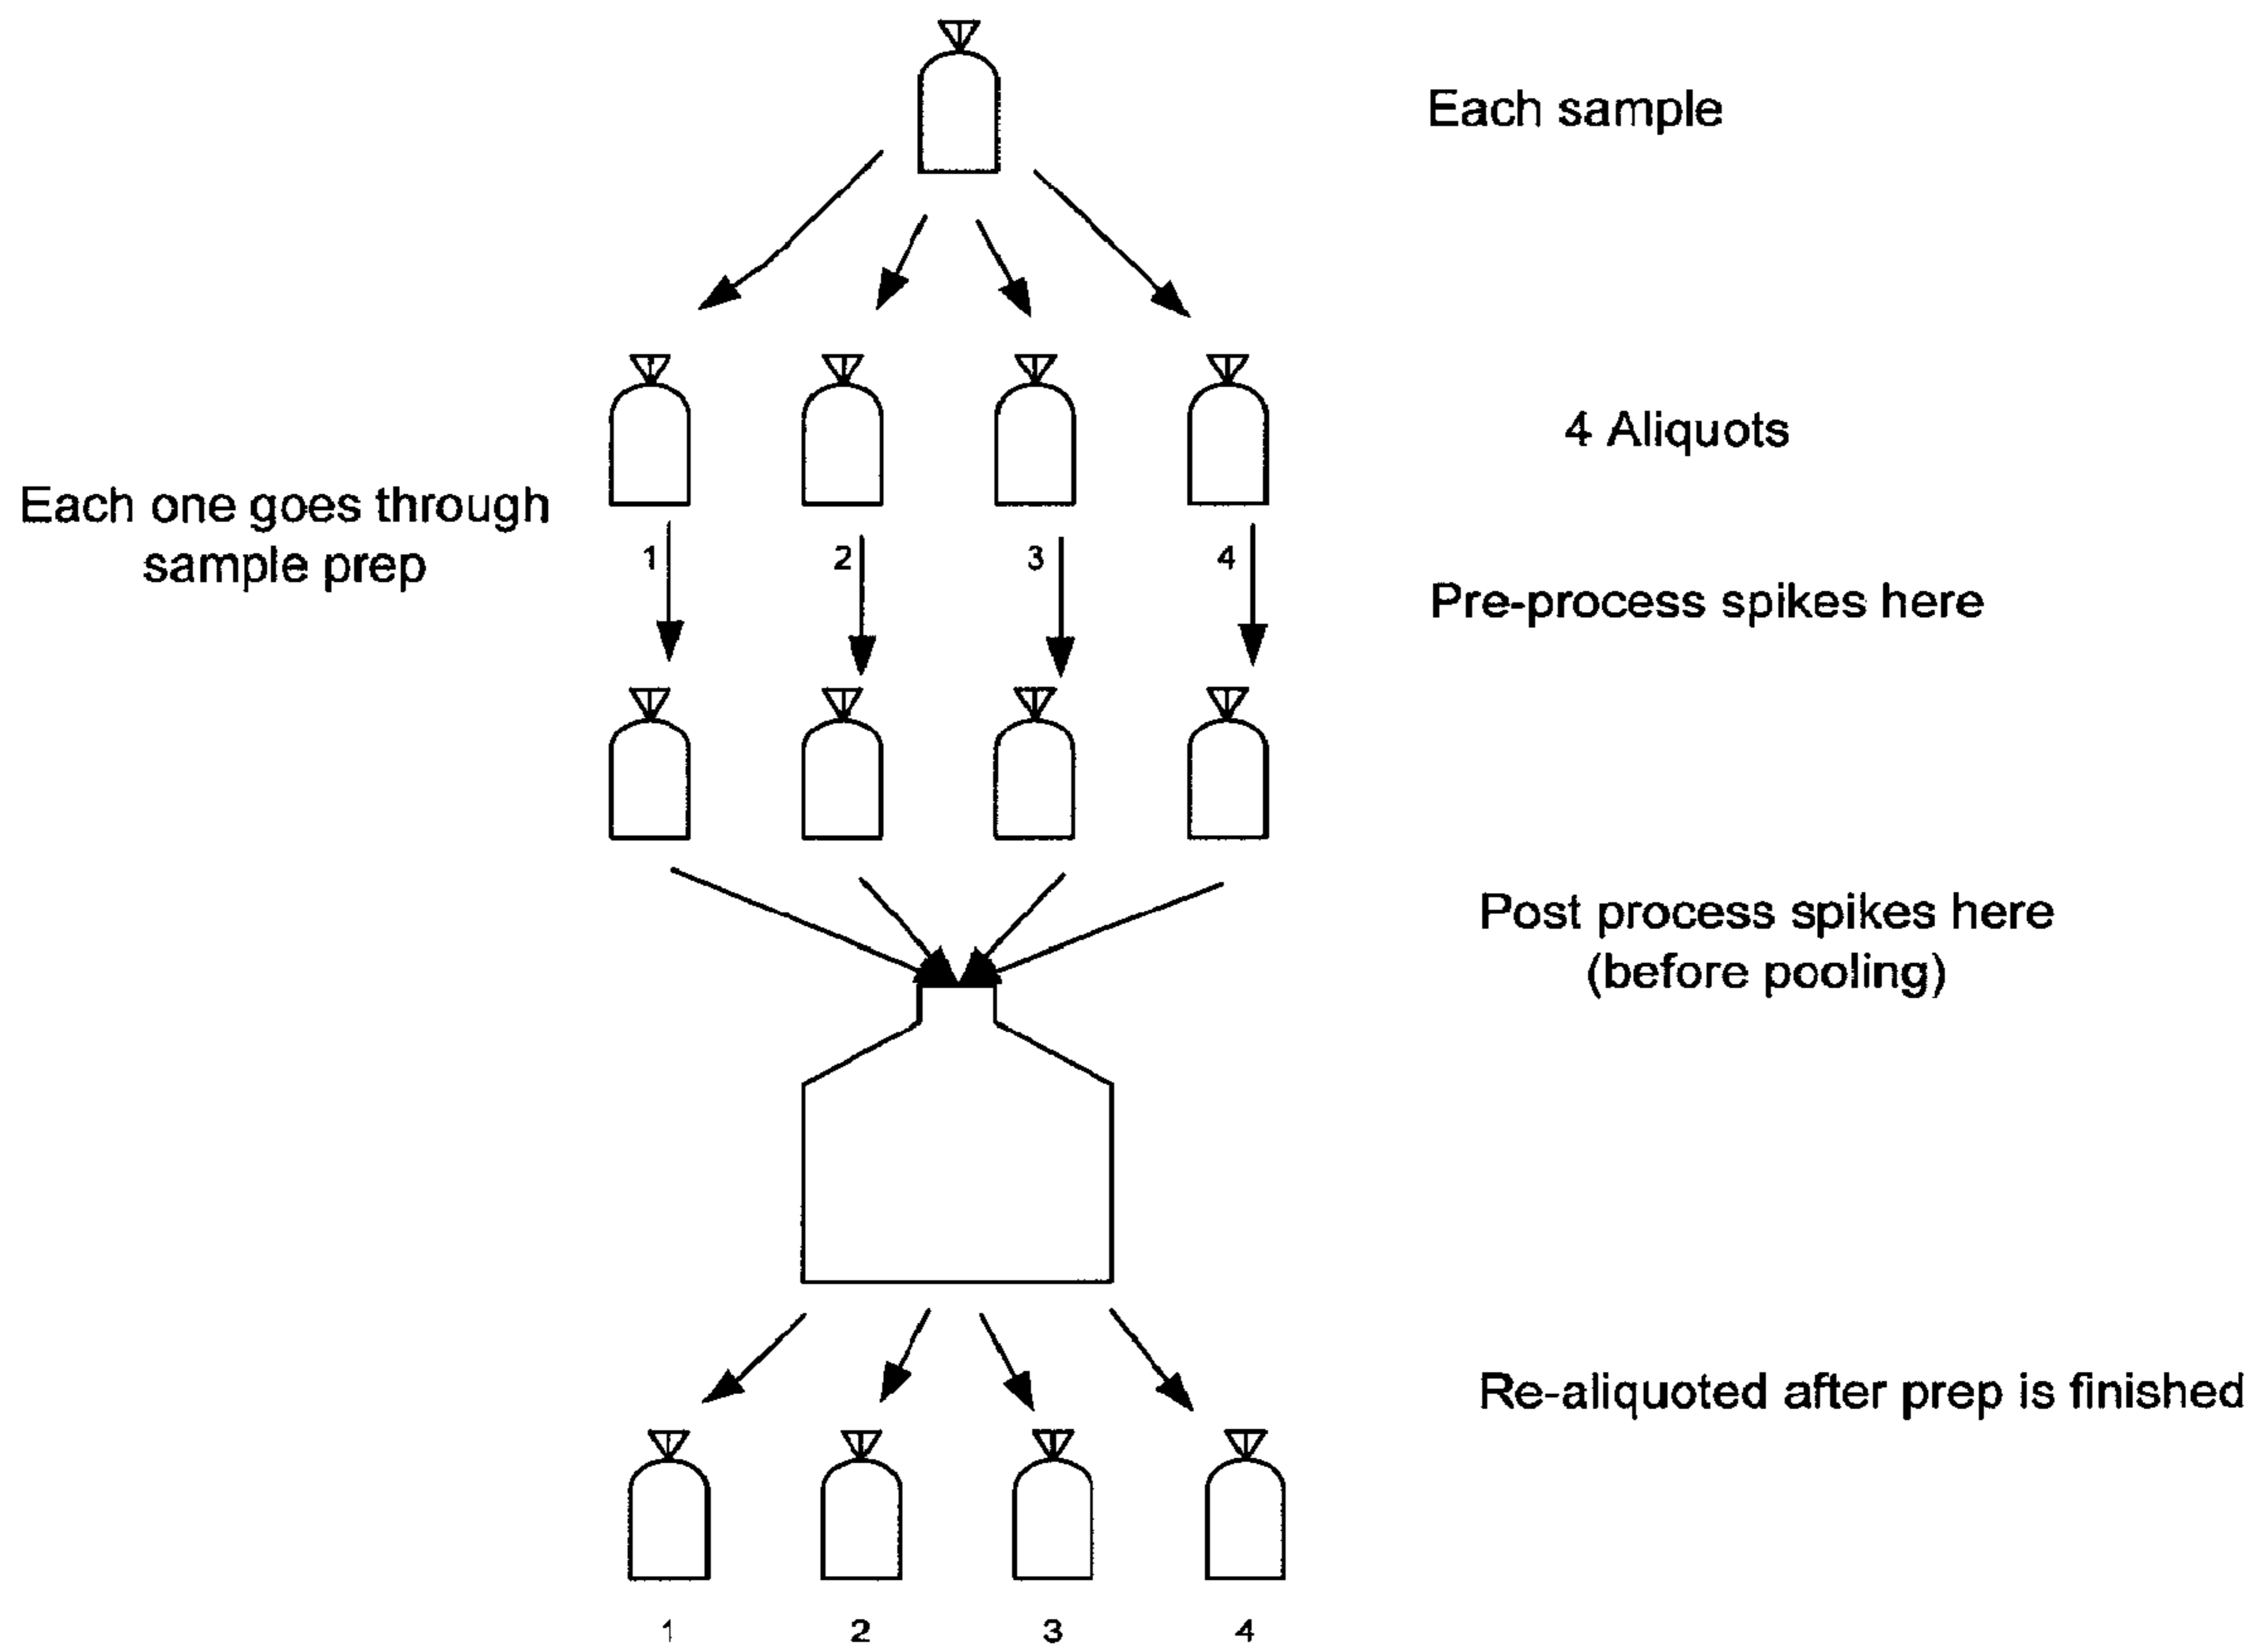 Each sample
4 Aliquots
Each one goes through
sample prep
1
2
3
4
Pre-process spikes here
Post process spikes here
(before pooling)
Re-aliquoted after prep is finished
1
2
3
4